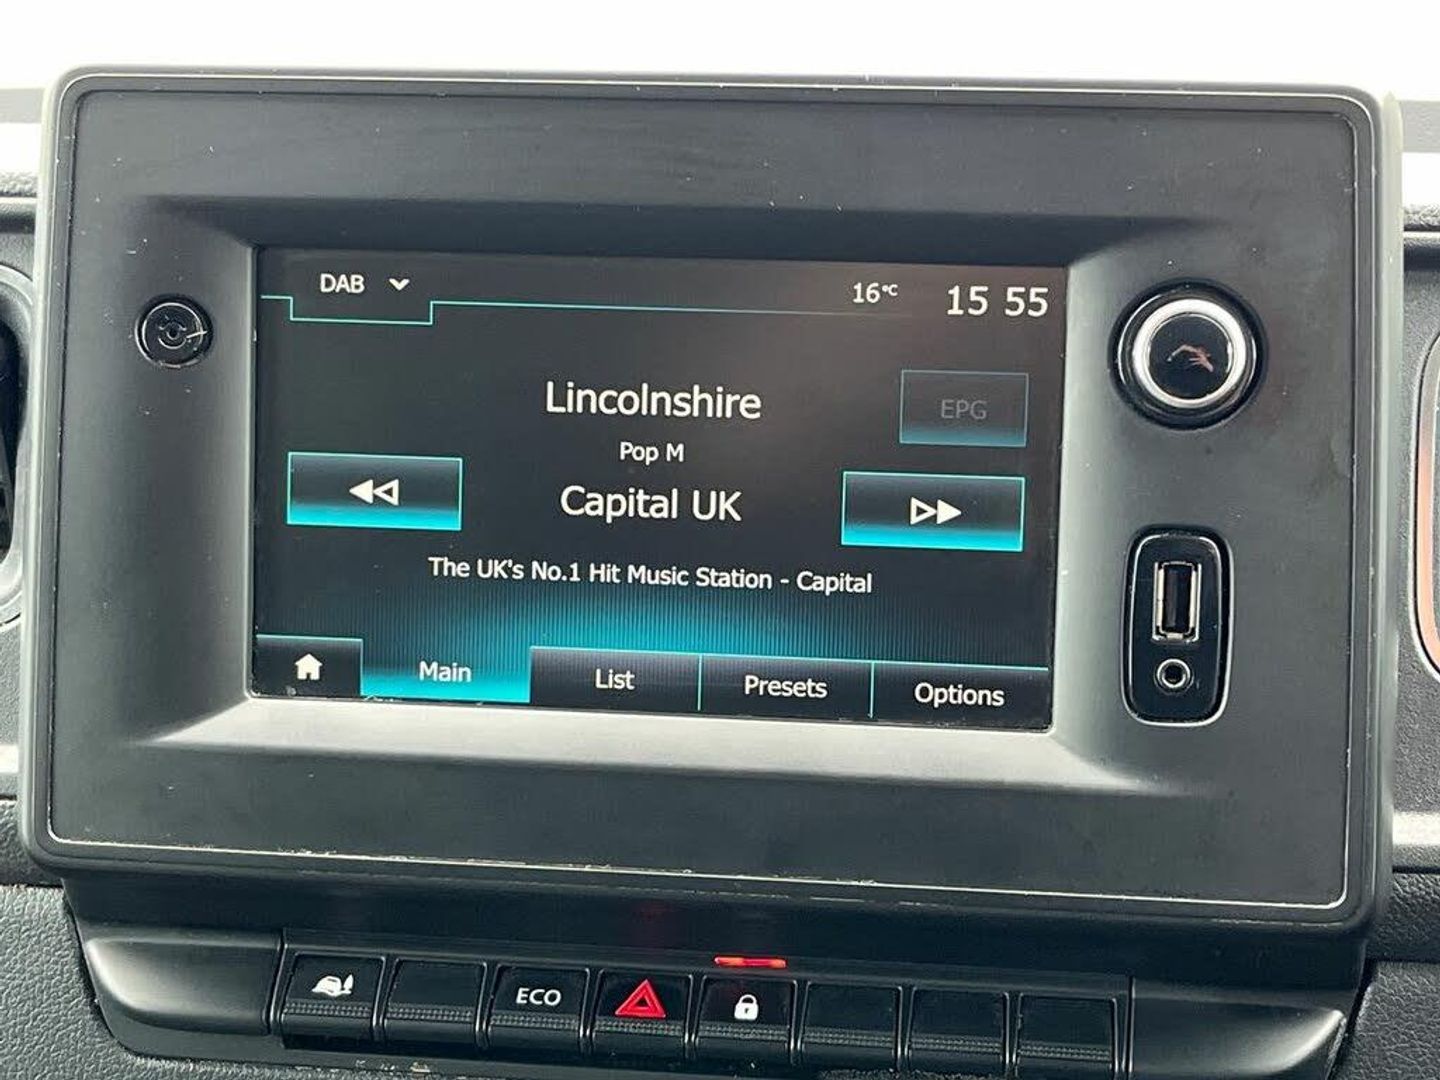 DAB
16°C 15 55
Lincolnshire
EPG
Pop M
Capital UK
The UK's No.1 Hit Music Station - Capital
Main List Presets Options
ECO